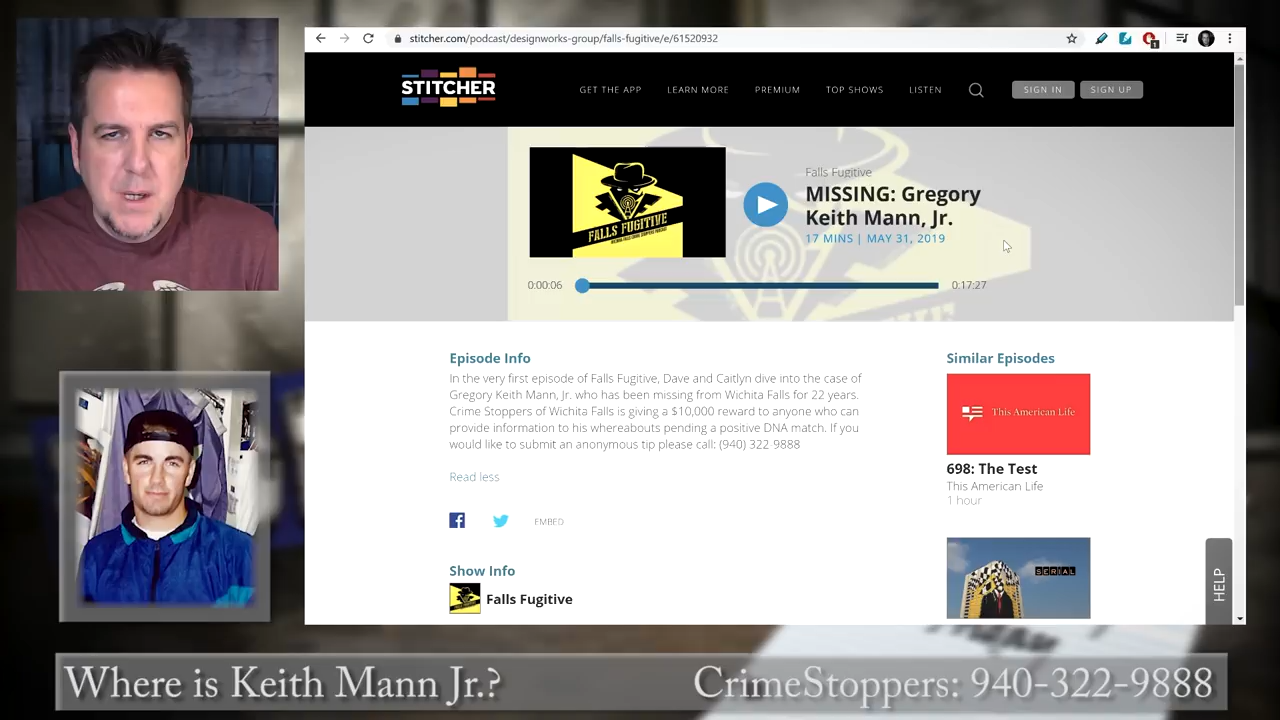 stitcher.com/podcast/designworks-group/falls-fugitive/e/61520932
1
STITCHER
GET THE APP LEARN MORE PREMIUM TOP SHOWS LISTEN SIGN IN SIGN UP
FALLS FUGITIVE
WICHITA FALLS CRIME STOPPERS PODCAST
Falls Fugitive
MISSING: Gregory
Keith Mann, Jr.
17 MINS | MAY 31, 2019
0:00:06 0:17:27
Episode Info
In the very first episode of Falls Fugitive, Dave and Caitlyn dive into the case of
Gregory Keith Mann, Jr. who has been missing from Wichita Falls for 22 years.
Crime Stoppers of Wichita Falls is giving a $10,000 reward to anyone who can
provide information to his whereabouts pending a positive DNA match. If you
would like to submit an anonymous tip please call: (940) 322-9888
Read less
EMBED
Show Info
Falls Fugitive
Similar Episodes
This American Life
698: The Test
This American Life
1 hour
SERIAL
HELP
Where is Keith Mann Jr.? CrimeStoppers: 940-322-9888